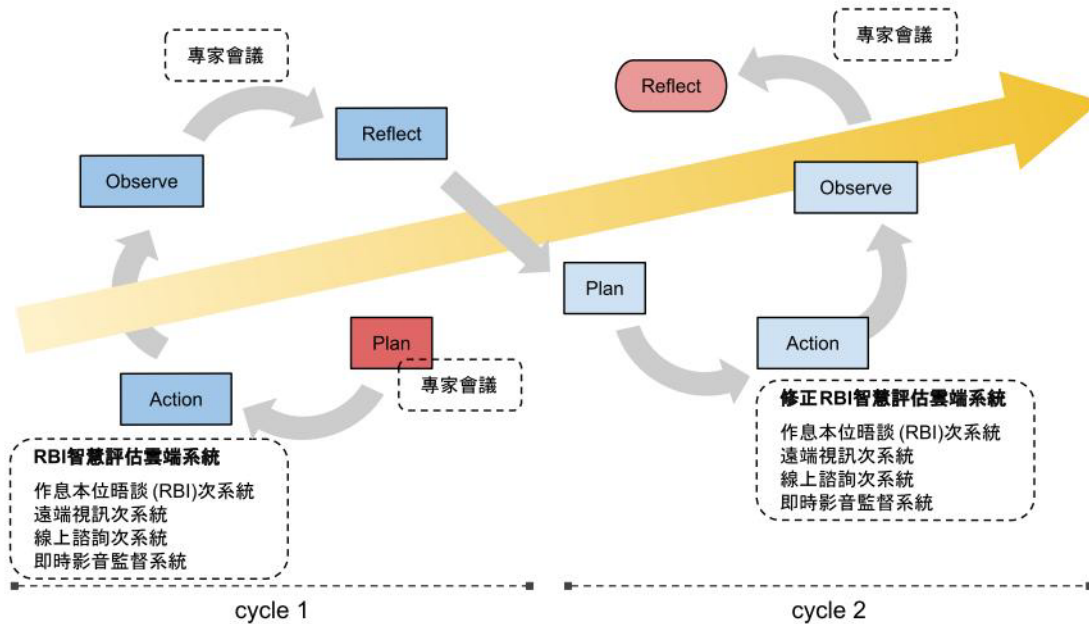 專家會議
Observe
Reflect
Plan
專家會議
Action
RBI智慧評估雲端系統
作息本位晤談 (RBI)次系統
遠端視訊次系統
線上諮詢次系統
即時影音監督系統
cycle 1
專家會議
Reflect
Observe
Plan
Action
修正RBI智慧評估雲端系統
作息本位晤談 (RBI)次系統
遠端視訊次系統
線上諮詢次系統
即時影音監督系統
cycle 2